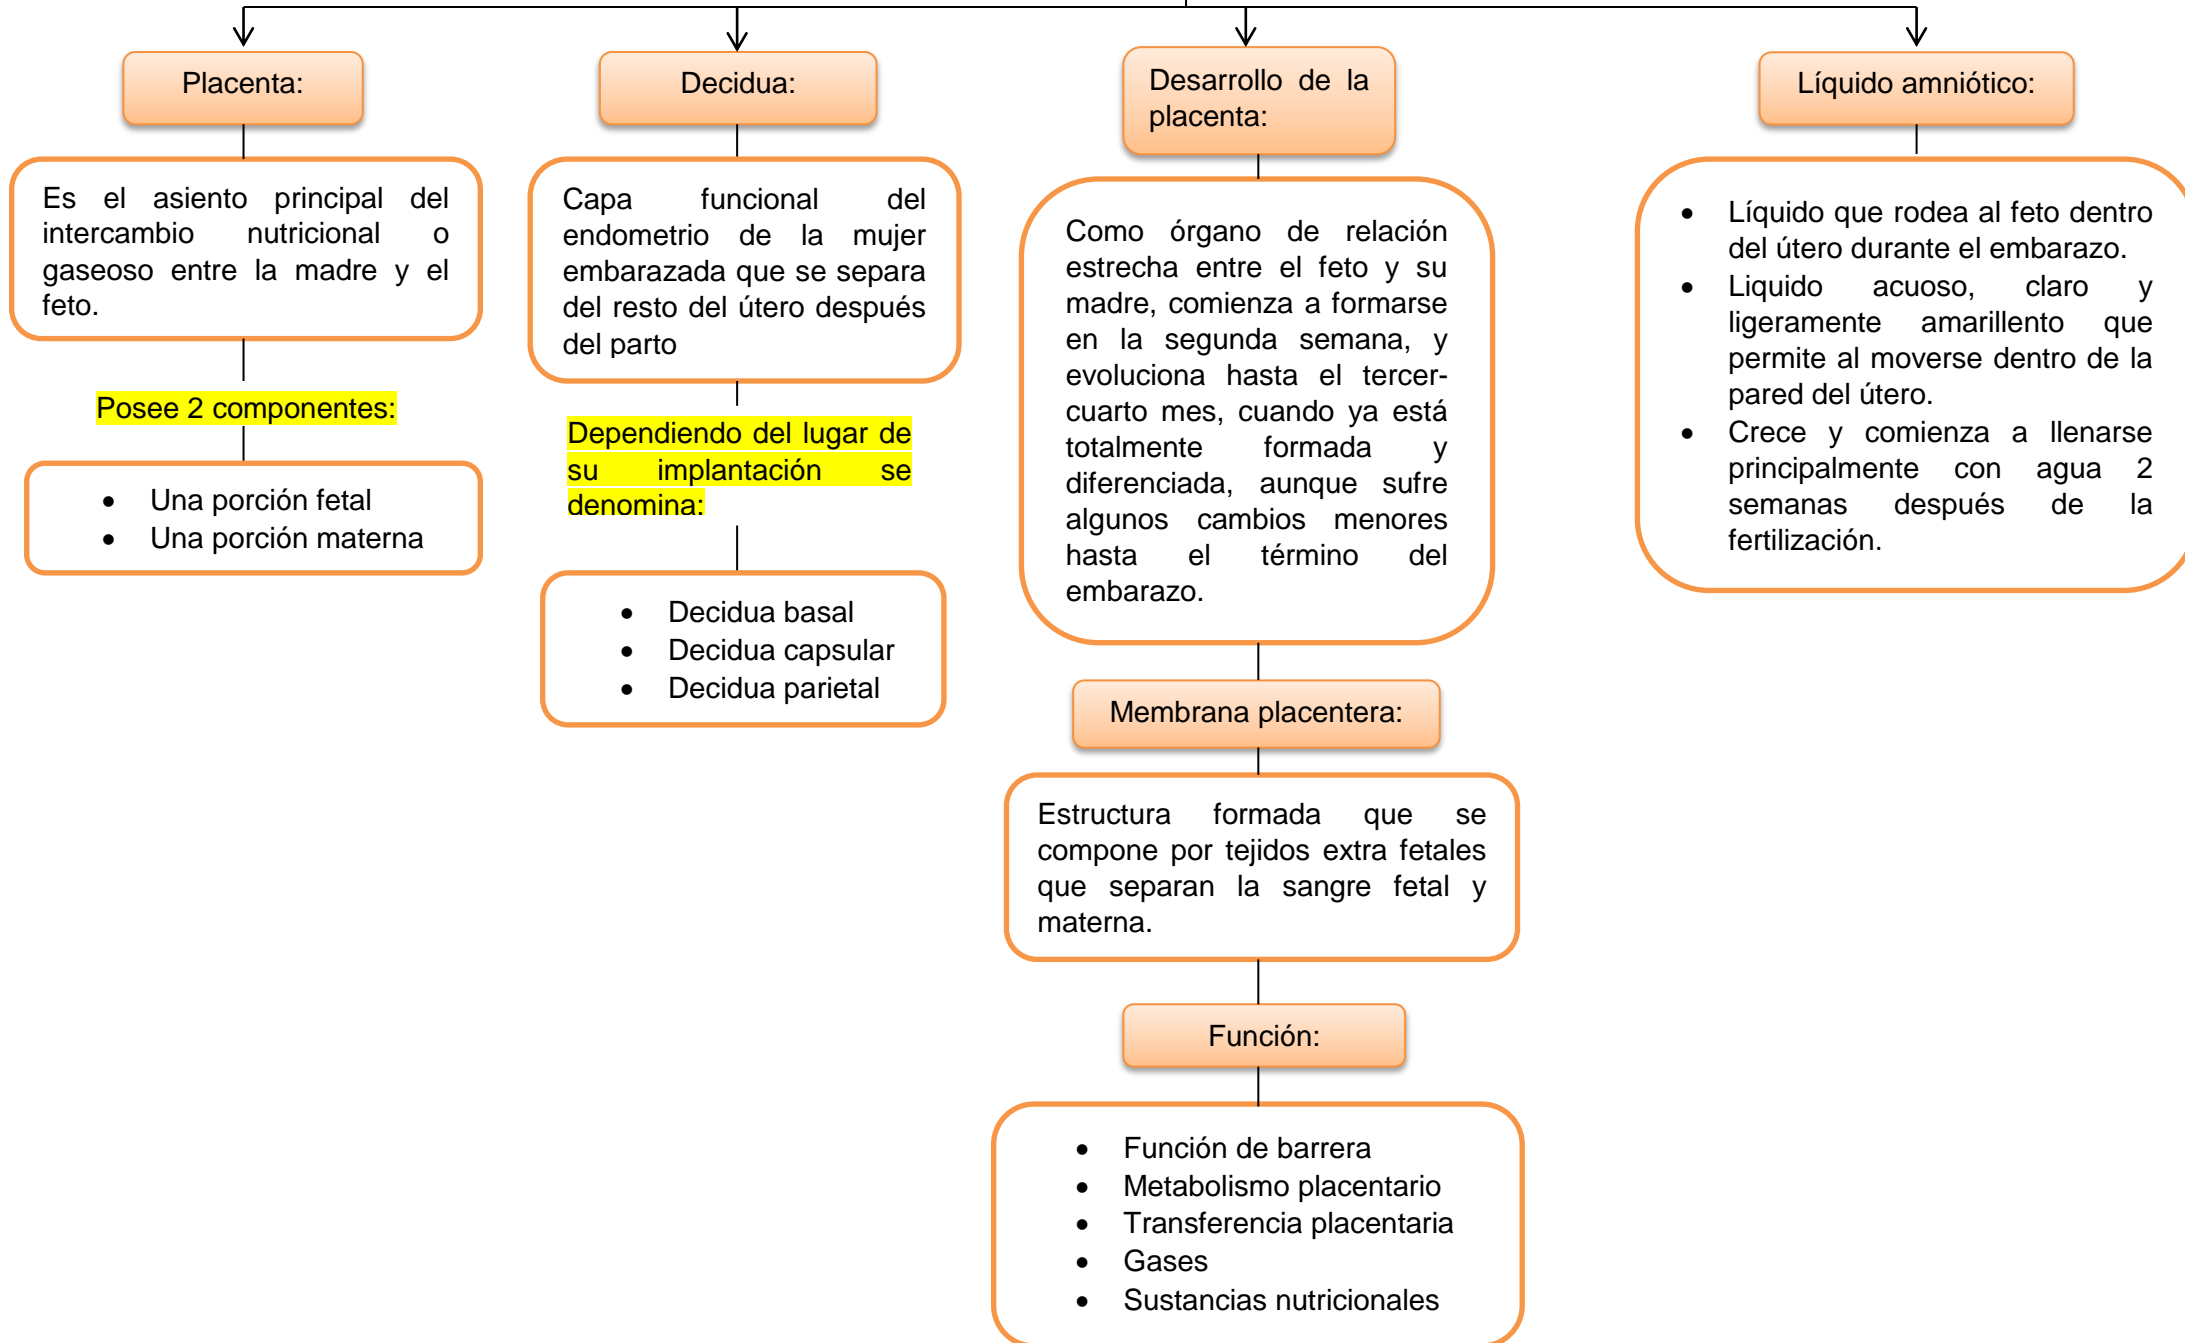 Placenta:
Es el asiento principal del
intercambio nutricional o
gaseoso entre la madre y el
feto.
Posee 2 componentes:
• Una porción fetal
• Una porción materna
Decidua:
Capa funcional del
endometrio de la mujer
embarazada que se separa
del resto del útero después
del parto
Dependiendo del lugar de
su implantación se
denomina:
• Decidua basal
• Decidua capsular
• Decidua parietal
Desarrollo de la
placenta:
Como órgano de relación
estrecha entre el feto y su
madre, comienza a formarse
en la segunda semana, y
evoluciona hasta el tercer-
cuarto mes, cuando ya está
totalmente formada y
diferenciada, aunque sufre
algunos cambios menores
hasta el término del
embarazo.
Membrana placentera:
Estructura formada que se
compone por tejidos extra fetales
que separan la sangre fetal y
materna.
Función:
• Función de barrera
• Metabolismo placentario
• Transferencia placentaria
• Gases
• Sustancias nutricionales
Líquido amniótico:
• Líquido que rodea al feto dentro
del útero durante el embarazo.
• Liquido acuoso, claro y
ligeramente amarillento que
permite al moverse dentro de la
pared del útero.
• Crece y comienza a llenarse
principalmente con agua 2
semanas después de la
fertilización.